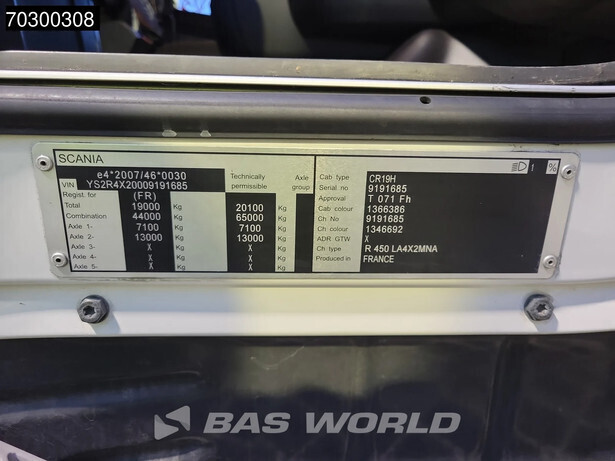 70300308
SCANIA
e4*2007/46*0030
VIN YS2R4X20009191685
Technically permissible
Axle group
Regist. for (FR)
Total 19000 Kg 20100 Kg
Combination 44000 Kg 65000 Kg
Axle 1- 7100 Kg 7100 Kg
Axle 2- 13000 Kg 13000 Kg
Axle 3- X Kg X Kg
Axle 4- X Kg X Kg
Axle 5- X Kg X Kg
%
Cab type CR19H
Serial no 9191685
Approval T 071 Fh
Cab colour 1366386
Ch. No 9191685
Ch. colour 1346692
ADR GTW X
Ch. type R 450 LA4X2MNA
Produced in FRANCE
BAS WORLD